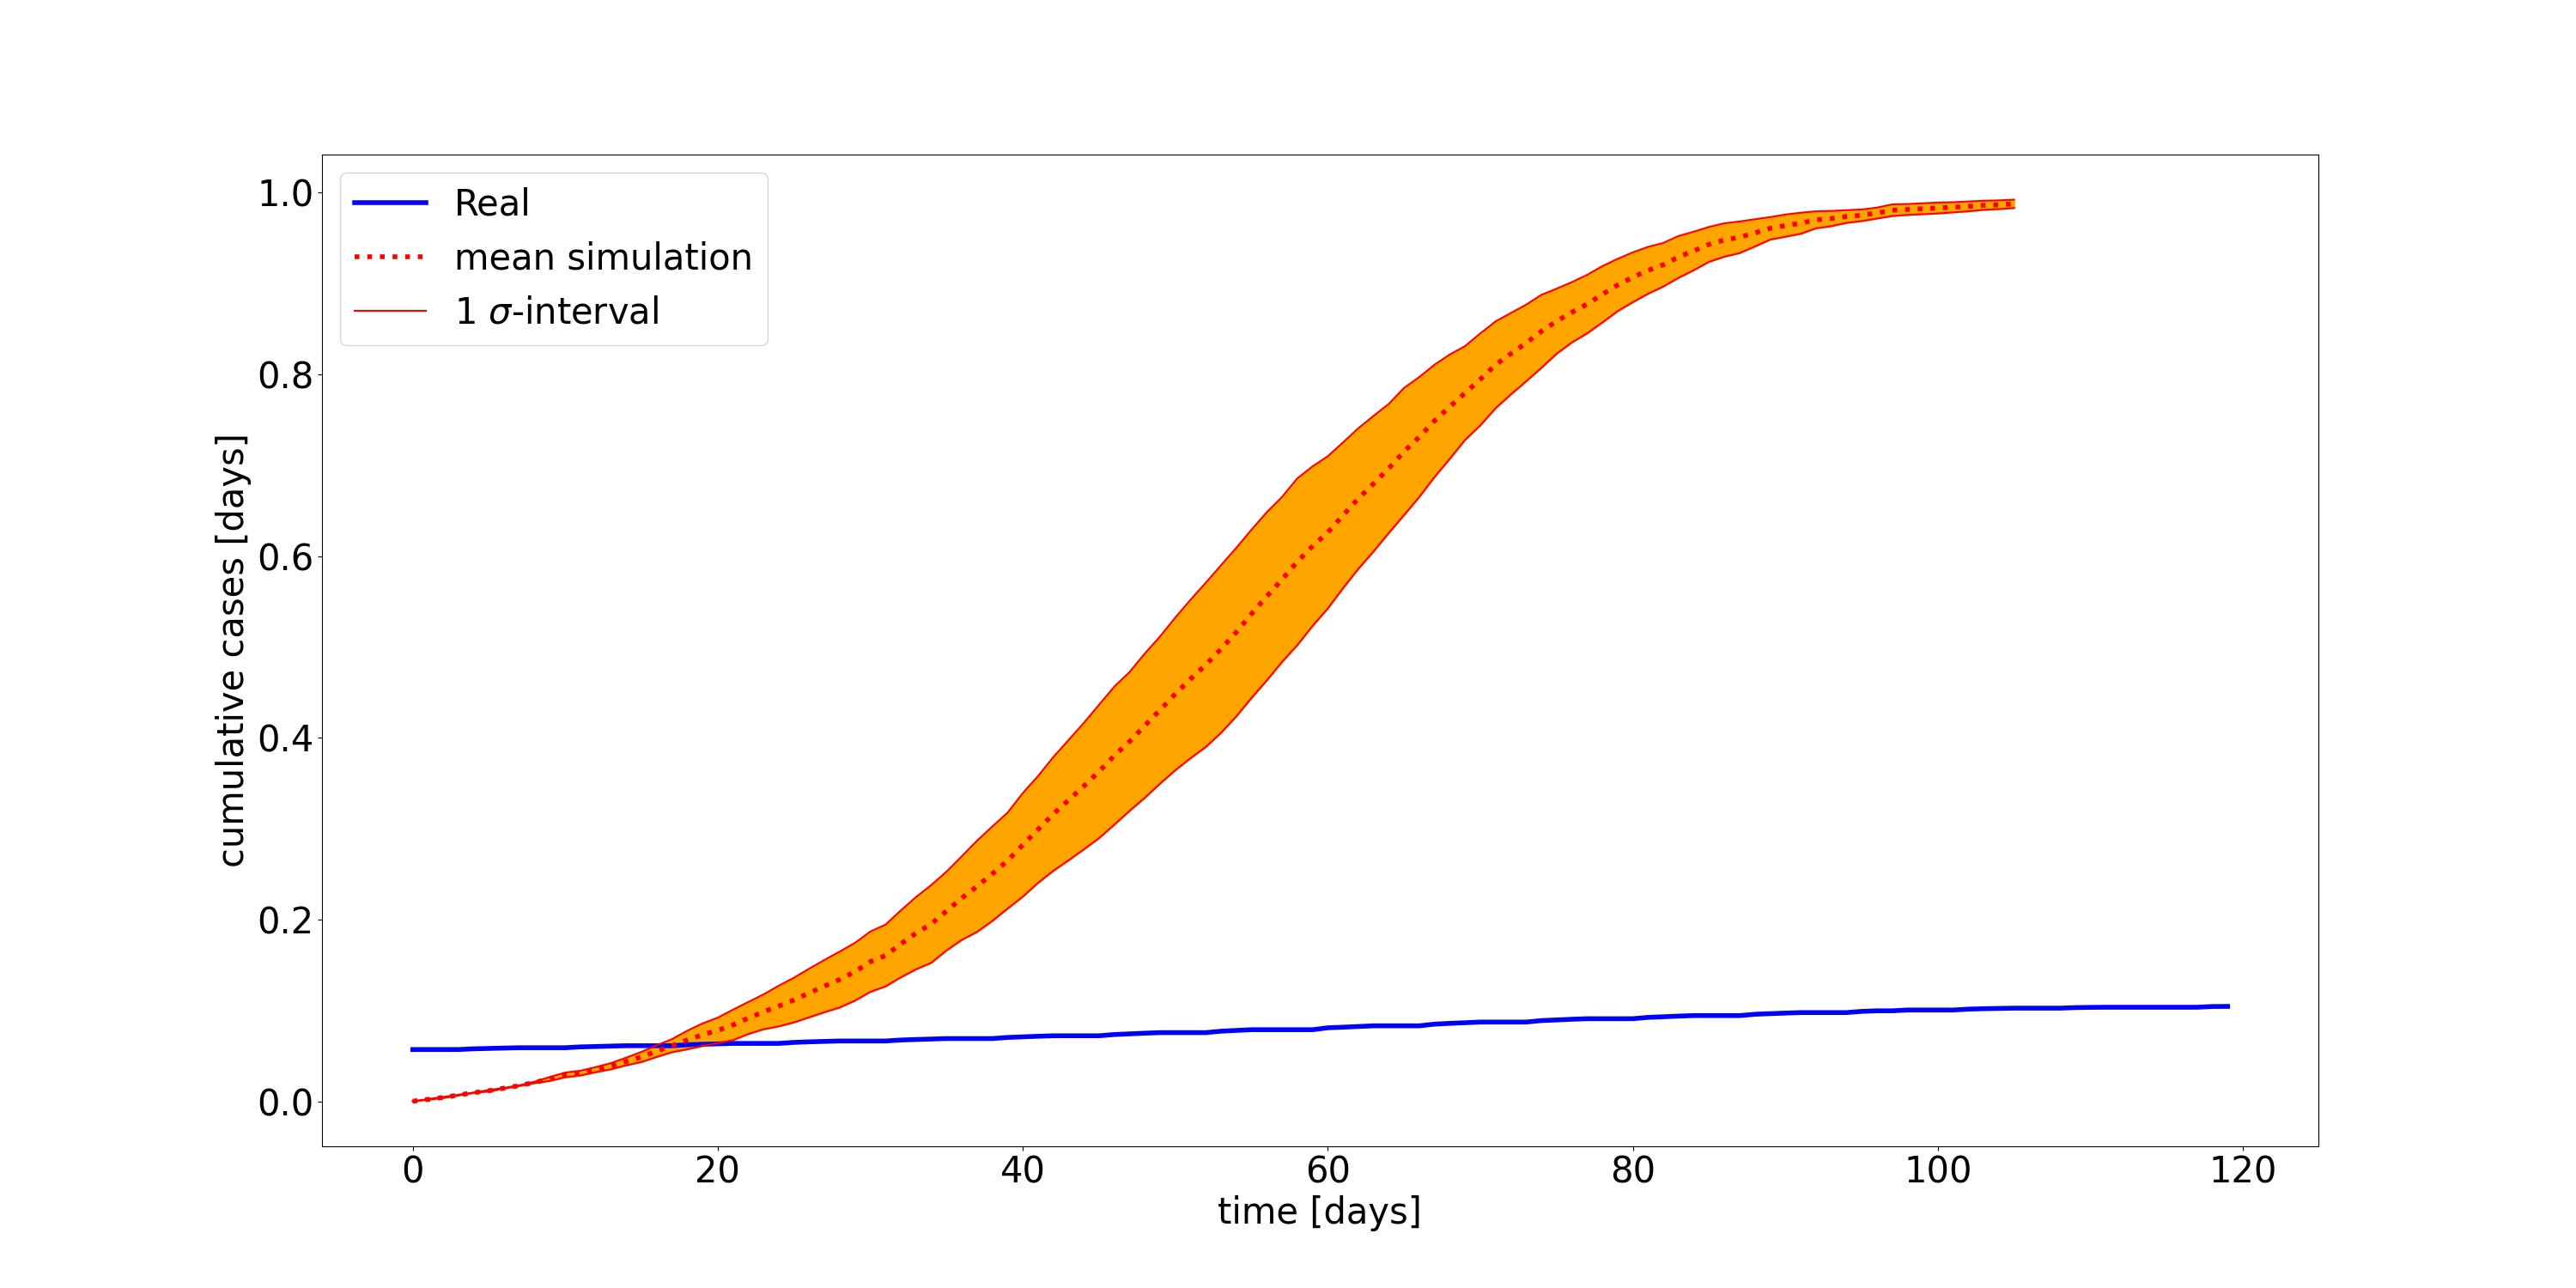 Real
mean simulation
1 σ-interval
1.0
0.8
0.6
0.4
0.2
0.0
cumulative cases [days]
0 20 40 60 80 100 120
time [days]